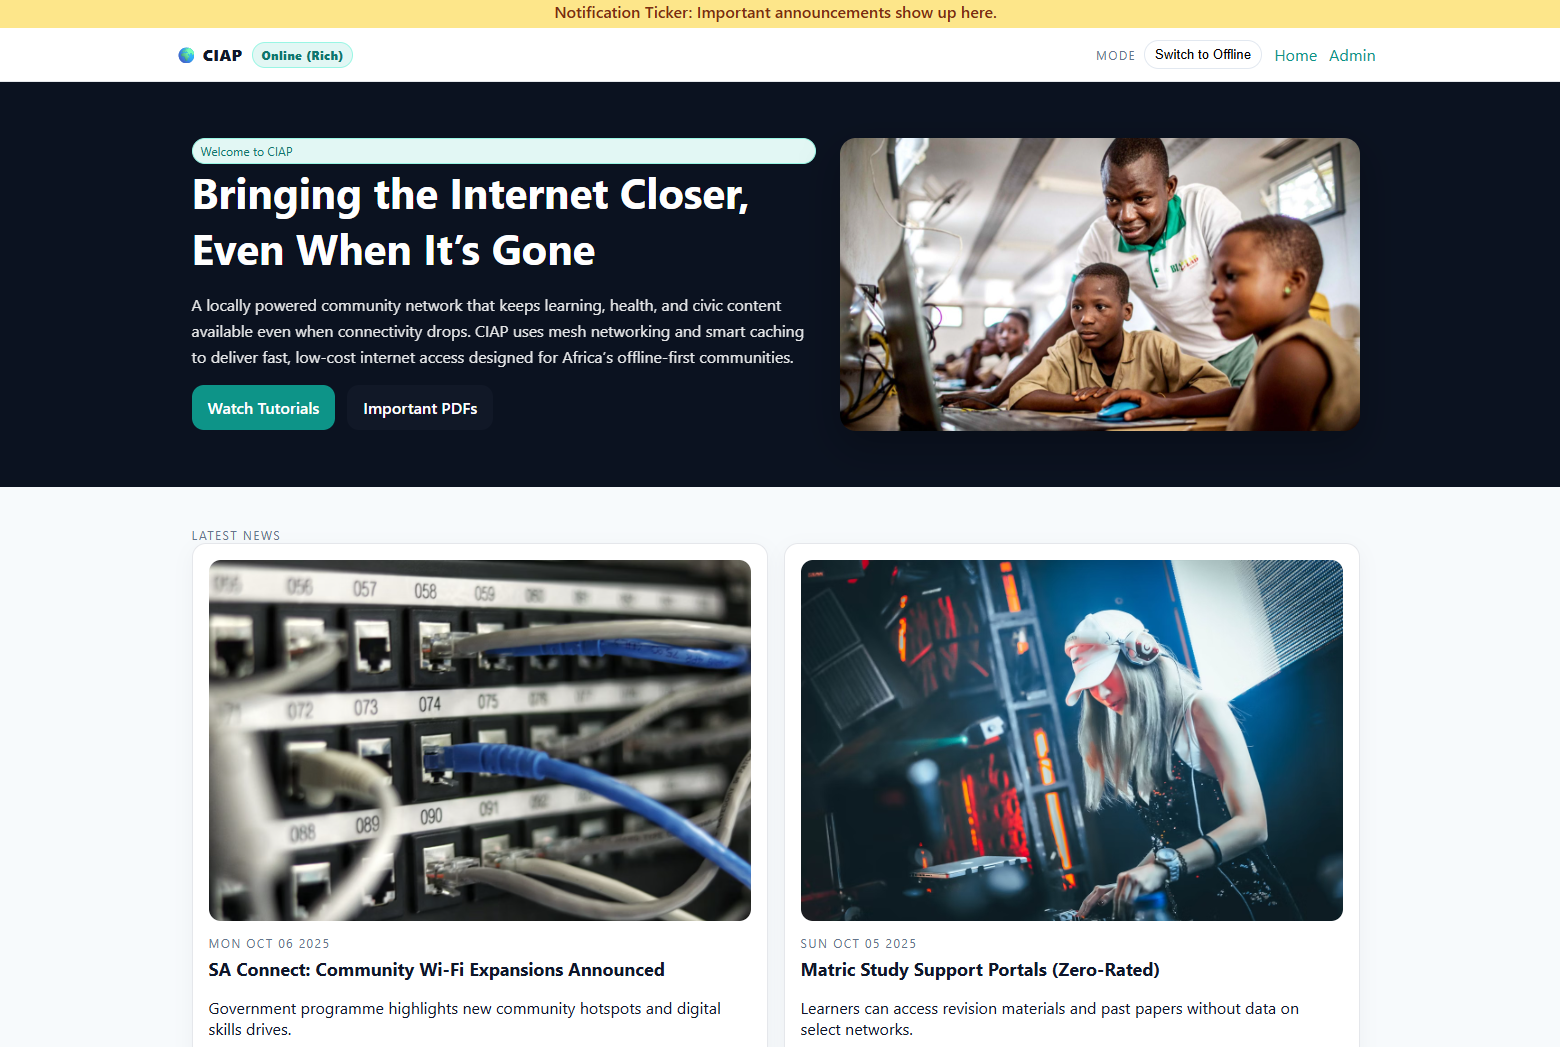 Notification Ticker: Important announcements show up here.
CIAP
Online (Rich)
MODE
Switch to Offline
Home
Admin
Welcome to CIAP
Bringing the Internet Closer,
Even When It’s Gone
A locally powered community network that keeps learning, health, and civic content
available even when connectivity drops. CIAP uses mesh networking and smart caching
to deliver fast, low-cost internet access designed for Africa’s offline-first communities.
Watch Tutorials
Important PDFs
LATEST NEWS
056 057 058 059
072 073 074 075 076
088 089 090 091 092
MON OCT 06 2025
SA Connect: Community Wi-Fi Expansions Announced
Government programme highlights new community hotspots and digital
skills drives.
SUN OCT 05 2025
Matric Study Support Portals (Zero-Rated)
Learners can access revision materials and past papers without data on
select networks.